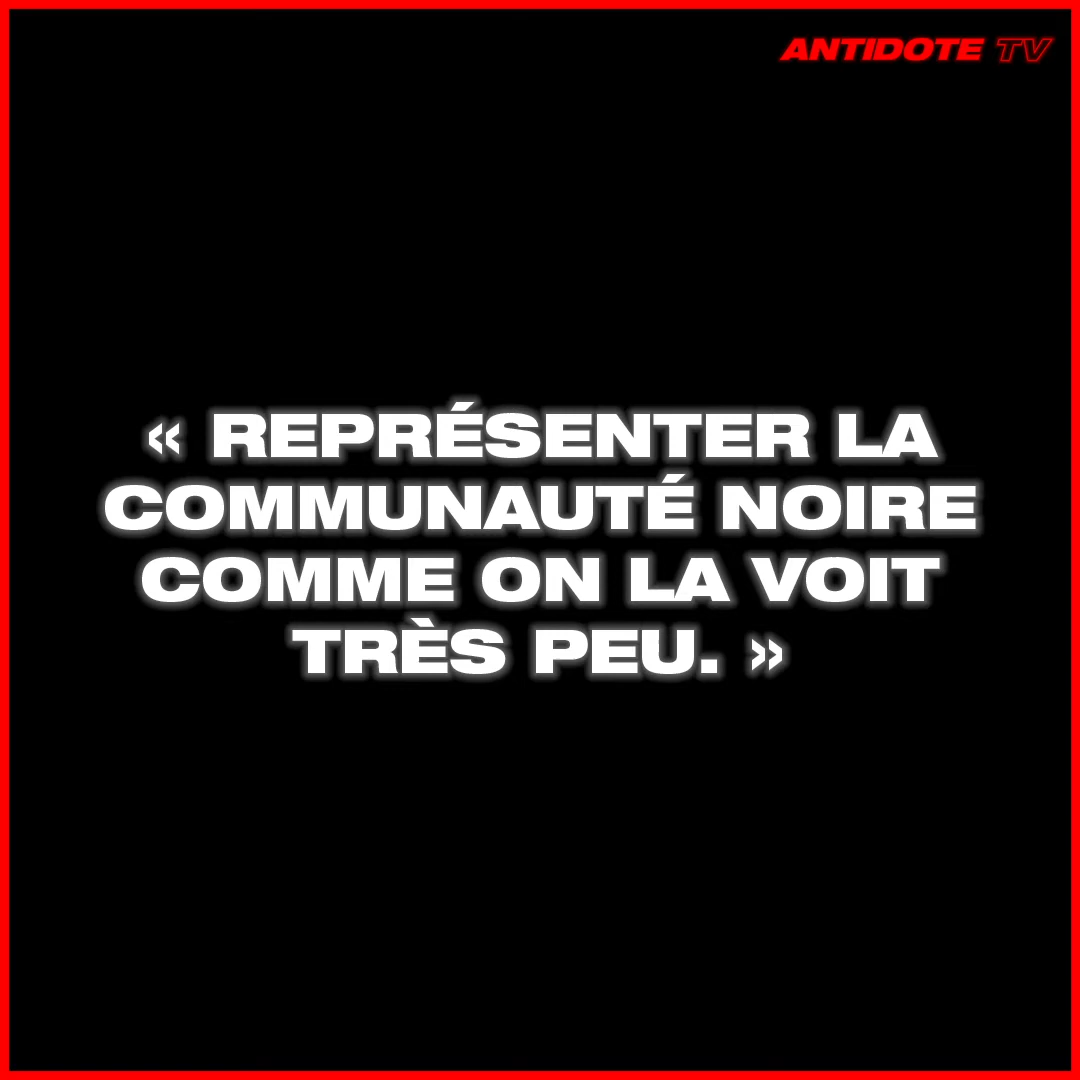 ANTIDOTE TV
« REPRÉSENTER LA
COMMUNAUTÉ NOIRE
COMME ON LA VOIT
TRÈS PEU. »